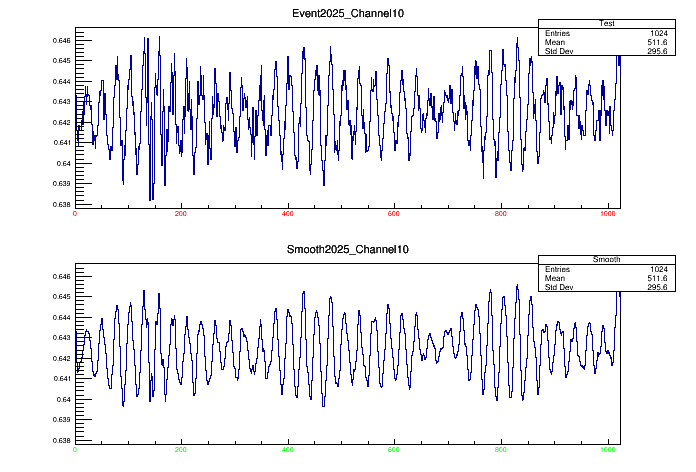 Event2025_Channel10
Test
Entries 1024
Mean 511.6
Std Dev 295.6
0.646
0.645
0.644
0.643
0.642
0.641
0.64
0.639
0.638
0 200 400 600 800 1000
Smooth2025_Channel10
Smooth
Entries 1024
Mean 511.6
Std Dev 295.6
0.646
0.645
0.644
0.643
0.642
0.641
0.64
0.639
0.638
0 200 400 600 800 1000